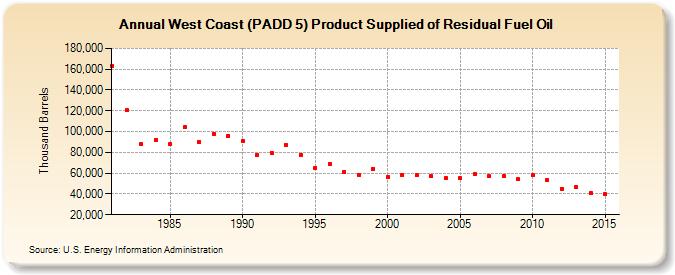 Annual West Coast (PADD 5) Product Supplied of Residual Fuel Oil
Thousand Barrels
180,000
160,000
140,000
120,000
100,000
80,000
60,000
40,000
20,000
1985 1990 1995 2000 2005 2010 2015
Source: U.S. Energy Information Administration